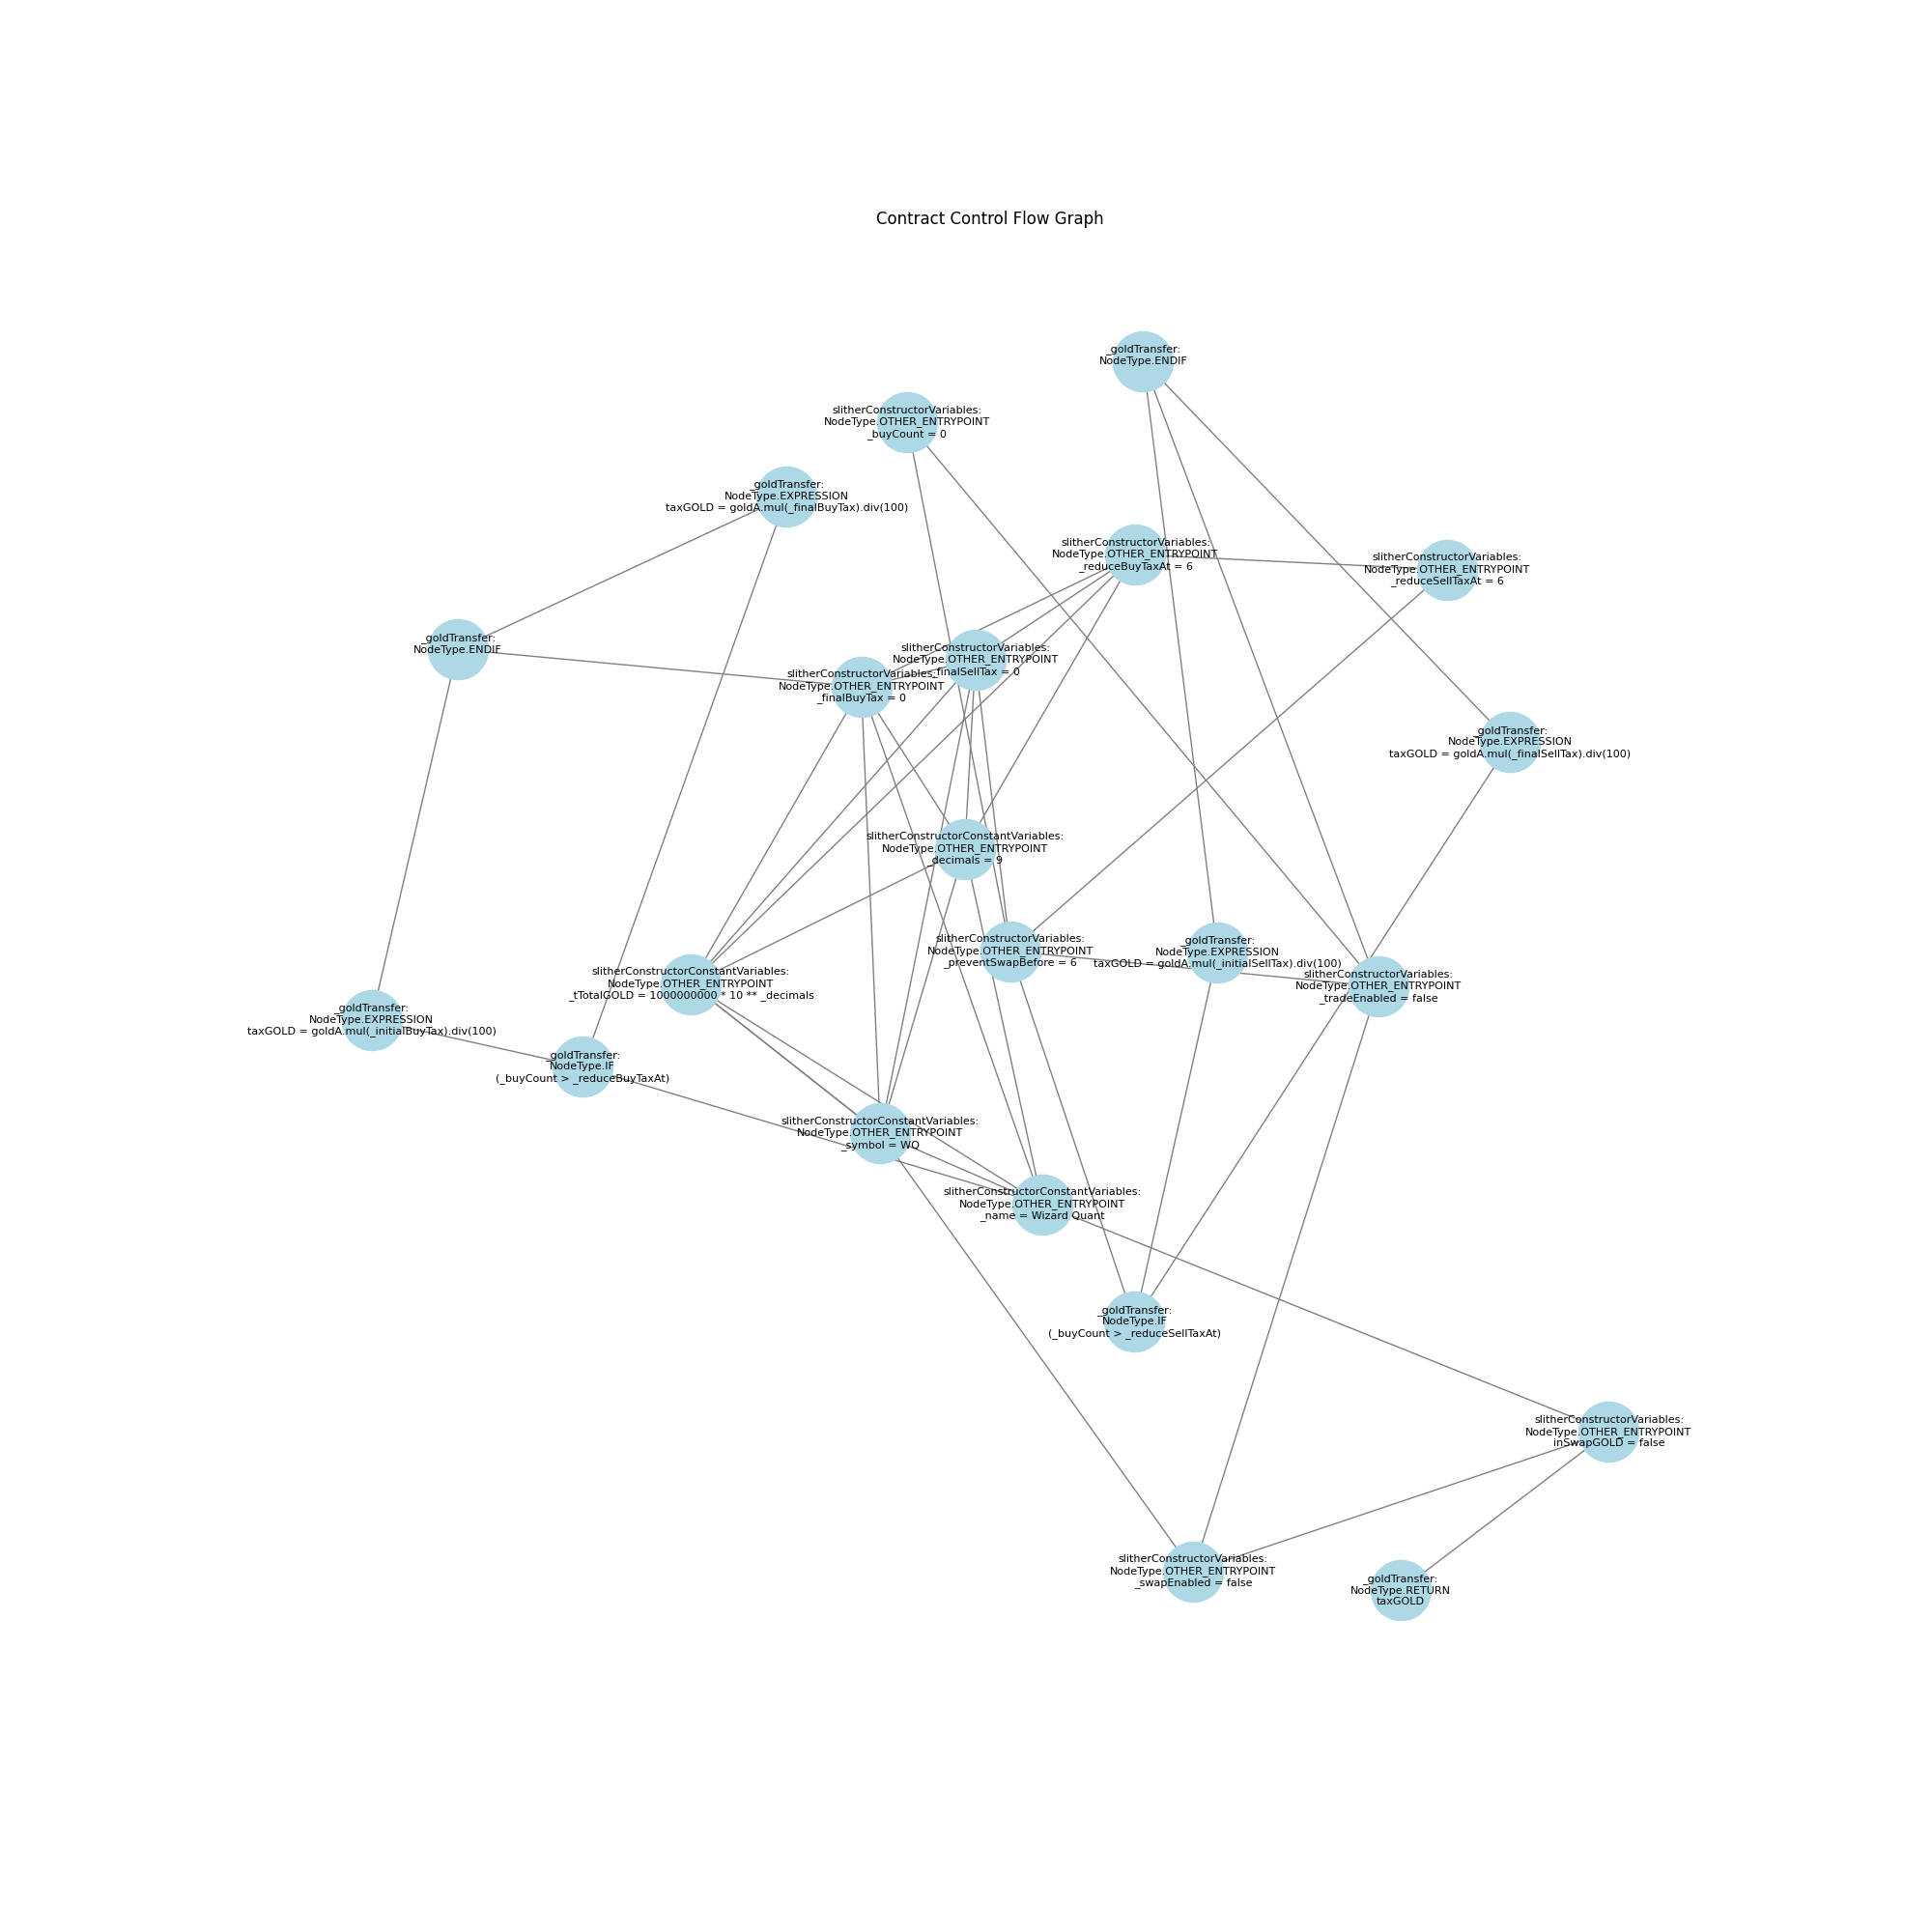 Contract Control Flow Graph
_goldTransfer:
NodeType.ENDIF
slitherConstructorVariables:
NodeType.OTHER_ENTRYPOINT
_buyCount = 0
_goldTransfer:
NodeType.EXPRESSION
taxGOLD = goldA.mul(_finalBuyTax).div(100)
slitherConstructorVariables:
NodeType.OTHER_ENTRYPOINT
_reduceBuyTaxAt = 6
slitherConstructorVariables:
NodeType.OTHER_ENTRYPOINT
_reduceSellTaxAt = 6
_goldTransfer:
NodeType.ENDIF
slitherConstructorVariables:
NodeType.OTHER_ENTRYPOINT
_finalSellTax = 0
slitherConstructorVariables:
NodeType.OTHER_ENTRYPOINT
_finalBuyTax = 0
_goldTransfer:
NodeType.EXPRESSION
taxGOLD = goldA.mul(_finalSellTax).div(100)
slitherConstructorConstantVariables:
NodeType.OTHER_ENTRYPOINT
_decimals = 9
slitherConstructorVariables:
NodeType.OTHER_ENTRYPOINT
_preventSwapBefore = 6
_goldTransfer:
NodeType.EXPRESSION
taxGOLD = goldA.mul(_initialSellTax).div(100)
slitherConstructorConstantVariables:
NodeType.OTHER_ENTRYPOINT
_tTotalGOLD = 1000000000 * 10 ** _decimals
slitherConstructorVariables:
NodeType.OTHER_ENTRYPOINT
_tradeEnabled = false
_goldTransfer:
NodeType.EXPRESSION
taxGOLD = goldA.mul(_initialBuyTax).div(100)
_goldTransfer:
NodeType.IF
(_buyCount > _reduceBuyTaxAt)
slitherConstructorConstantVariables:
NodeType.OTHER_ENTRYPOINT
_symbol = WQ
slitherConstructorConstantVariables:
NodeType.OTHER_ENTRYPOINT
_name = Wizard Quant
_goldTransfer:
NodeType.IF
(_buyCount > _reduceSellTaxAt)
slitherConstructorVariables:
NodeType.OTHER_ENTRYPOINT
inSwapGOLD = false
slitherConstructorVariables:
NodeType.OTHER_ENTRYPOINT
_swapEnabled = false
_goldTransfer:
NodeType.RETURN
taxGOLD